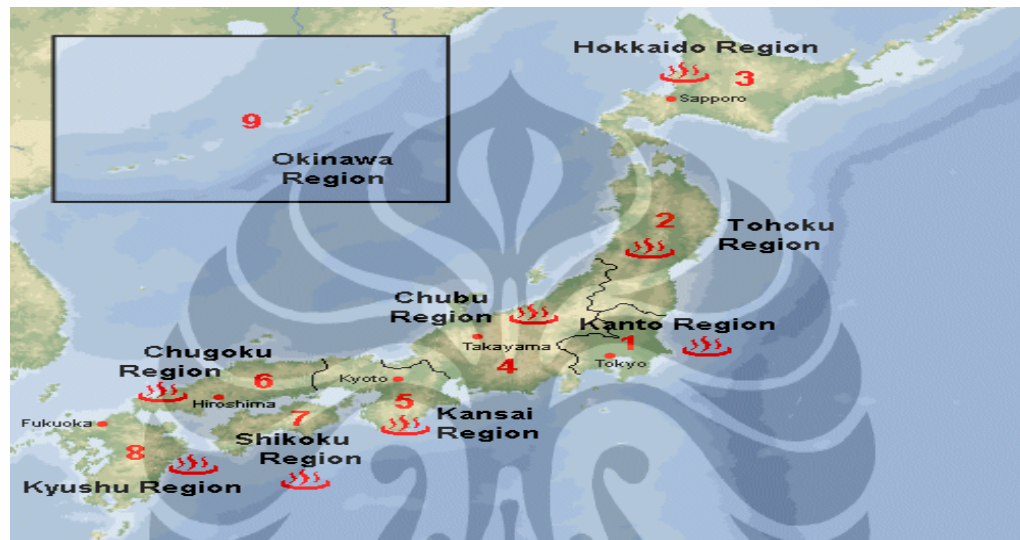 Hokkaido Region
3
Sapporo
9
Okinawa
Region
2
Tohoku
Region
Chubu
Region
Kanto Region
1
Takayama
Tokyo
4
Chugoku
Region
6
Kyoto
Hiroshima
5
7
Kansai
Region
Fukuoka
8
Shikoku
Region
Kyushu Region